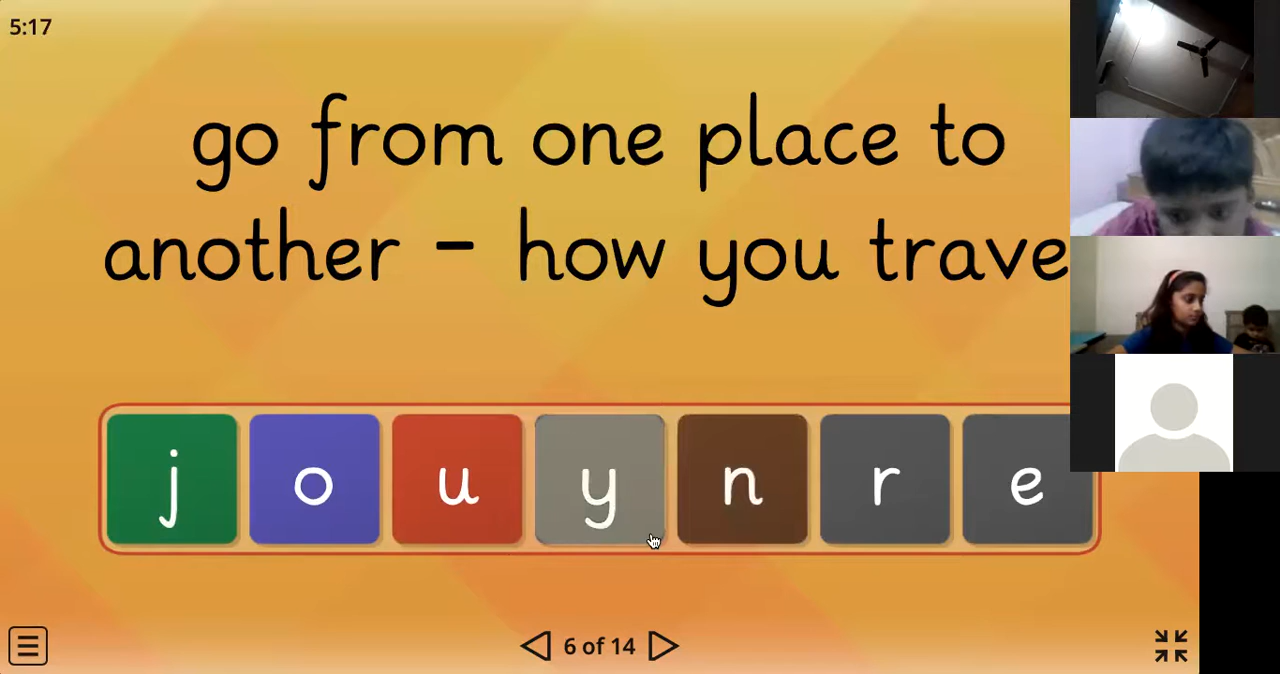 5:17
go from one place to
another - how you trave
j o u y n r e
6 of 14